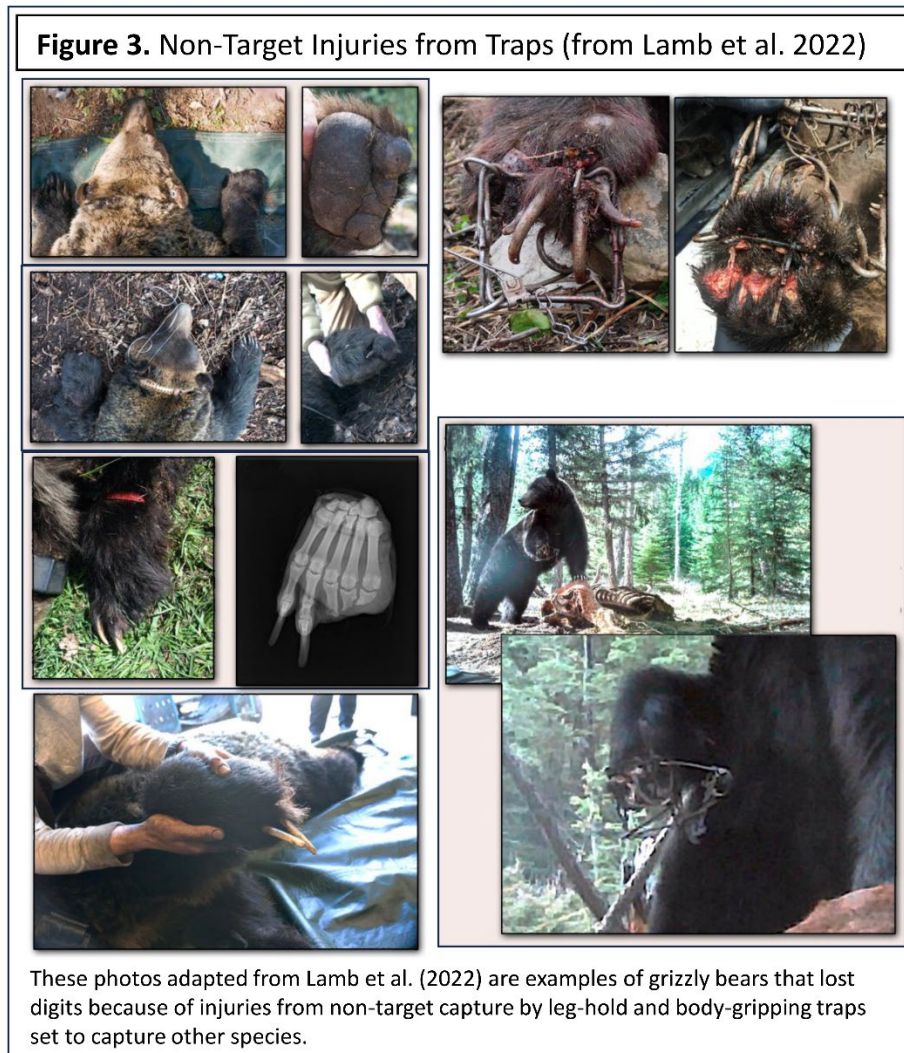 Figure 3. Non-Target Injuries from Traps (from Lamb et al. 2022)
These photos adapted from Lamb et al. (2022) are examples of grizzly bears that lost
digits because of injuries from non-target capture by leg-hold and body-gripping traps
set to capture other species.